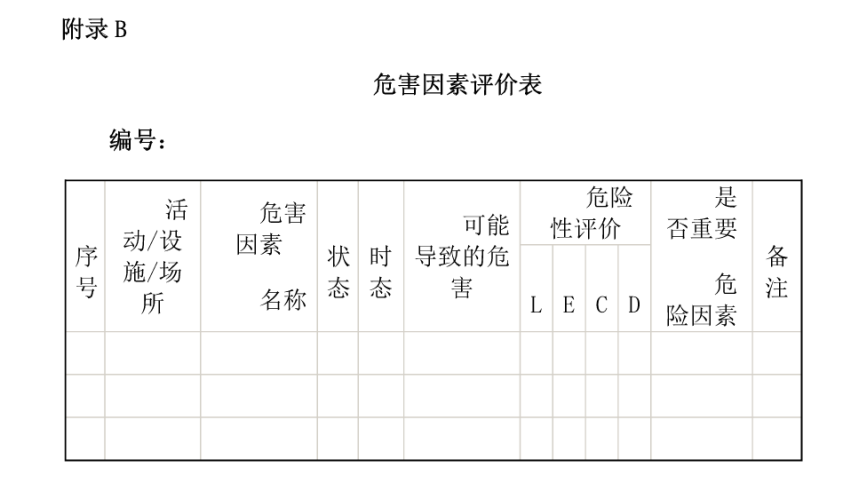 附录 B
危害因素评价表
编号：
序
号
活
动/设
施/场
所
危害
因素
名称
状
态
时
态
可能
导致的危
害
危险
性评价
L E C D
是
否重要
危
险因素
备
注